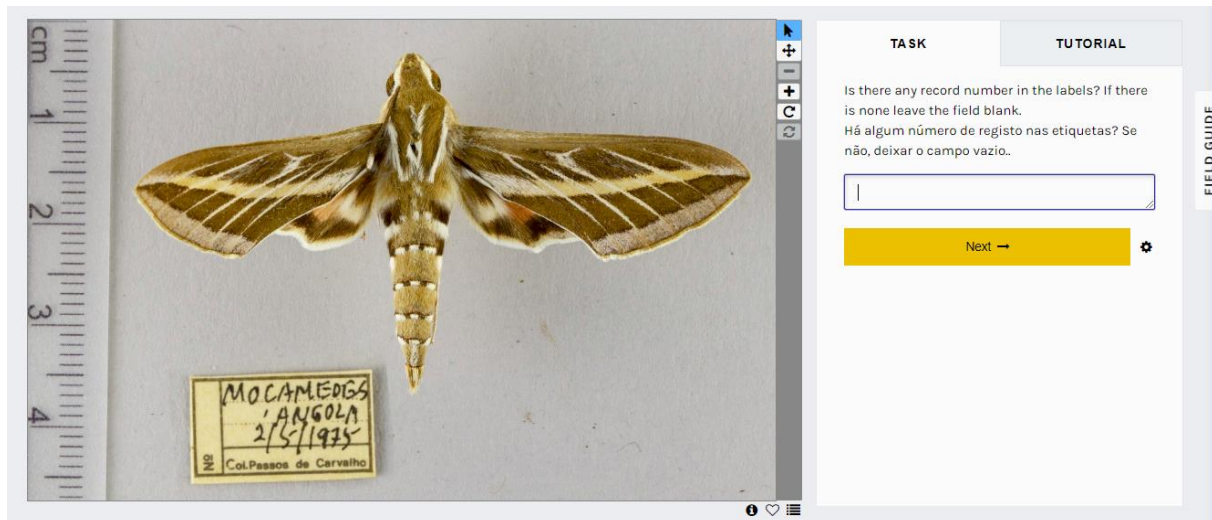 cm
1
2
3
4
MOCAMEDES
ANGOLA
2/5/1975
Nº
Col.Passos de Carvalho
TASK
TUTORIAL
Is there any record number in the labels? If there
is none leave the field blank.
Há algum número de registo nas etiquetas? Se
não, deixar o campo vazio..
Next →
FIELD GUIDE